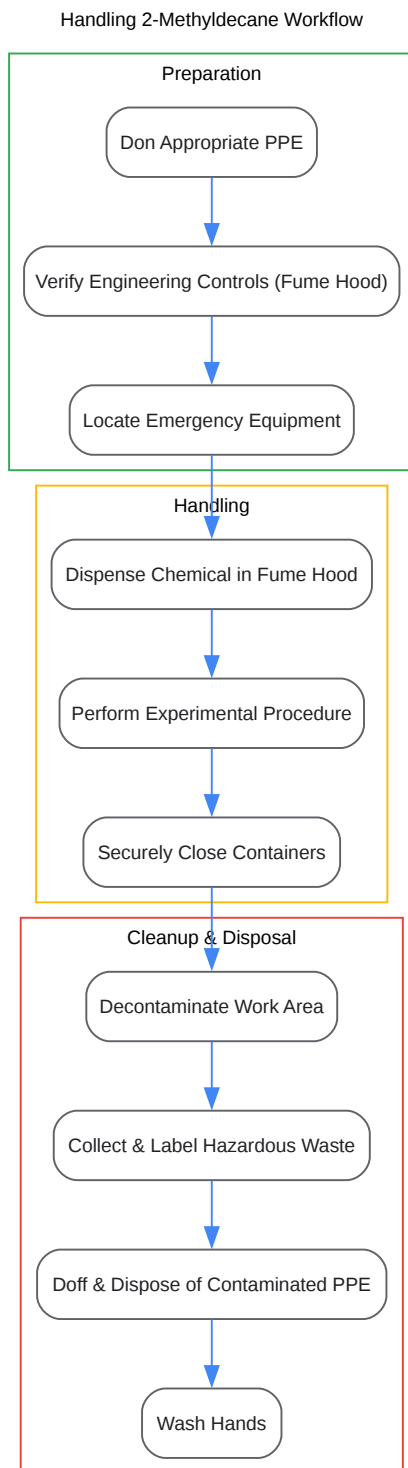 Handling 2-Methyldecane Workflow
Preparation
Don Appropriate PPE
Verify Engineering Controls (Fume Hood)
Locate Emergency Equipment
Handling
Dispense Chemical in Fume Hood
Perform Experimental Procedure
Securely Close Containers
Cleanup & Disposal
Decontaminate Work Area
Collect & Label Hazardous Waste
Doff & Dispose of Contaminated PPE
Wash Hands